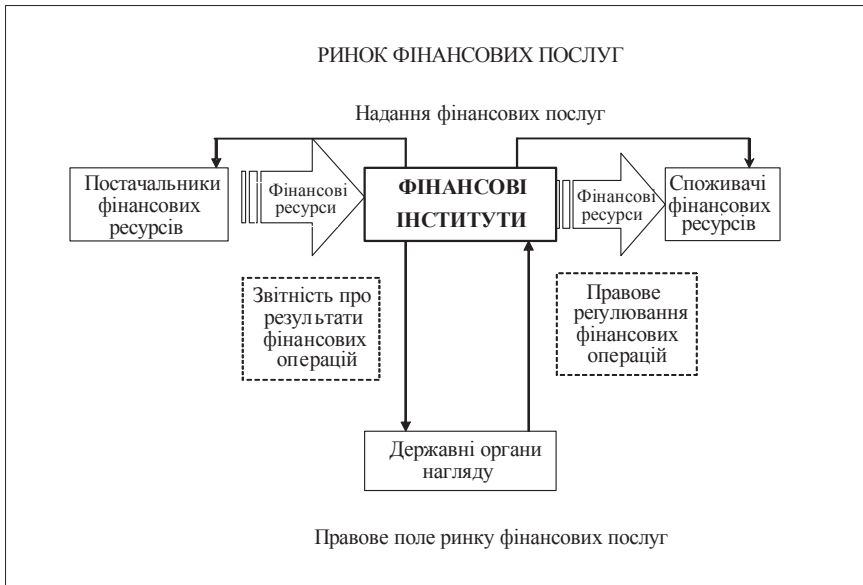 РИНОК ФІНАНСОВИХ ПОСЛУГ
Надання фінансових послуг
Постачальники
фінансових
ресурсів
Фінансові
ресурси
ФІНАНСОВІ
ІНСТИТУТИ
Фінансові
ресурси
Споживачі
фінансових
ресурсів
Звітність про
результати
фінансових
операцій
Правове
регулювання
фінансових
операцій
Державні органи
нагляду
Правове поле ринку фінансових послуг